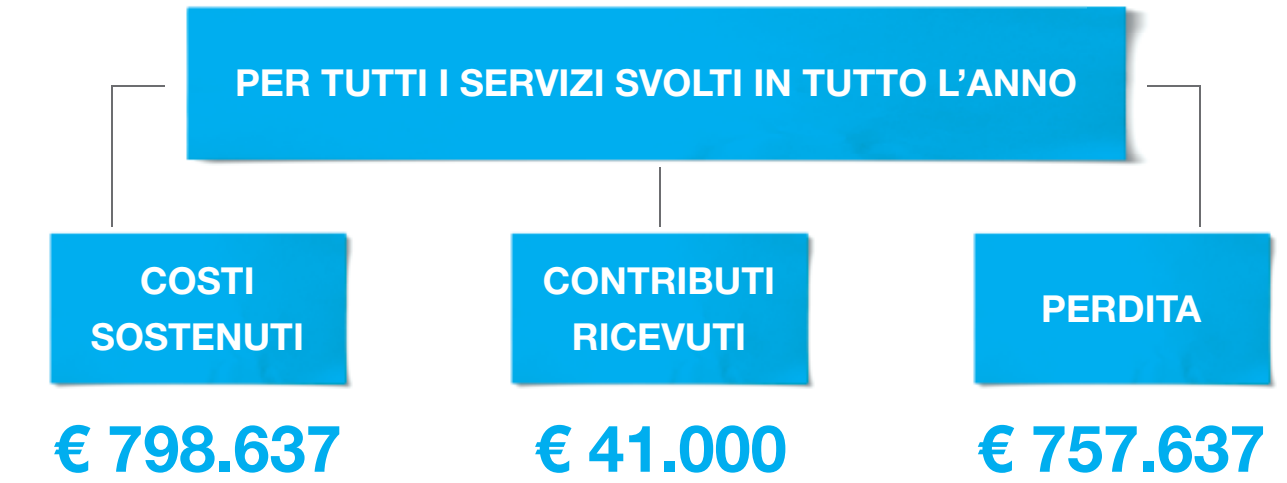 PER TUTTI I SERVIZI SVOLTI IN TUTTO L’ANNO
COSTI
SOSTENUTI
€ 798.637
CONTRIBUTI
RICEVUTI
€ 41.000
PERDITA
€ 757.637